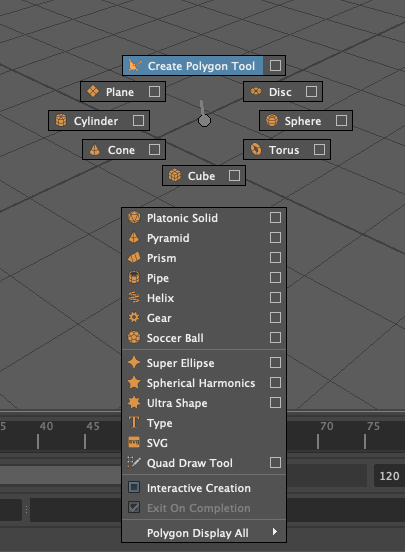 Create Polygon Tool
Plane
Disc
Cylinder
Sphere
Cone
Torus
Cube
Platonic Solid
Pyramid
Prism
Pipe
Helix
Gear
Soccer Ball
Super Ellipse
Spherical Harmonics
Ultra Shape
Type
SVG
Quad Draw Tool
Interactive Creation
Exit On Completion
Polygon Display All
5
40
45
70
75
120